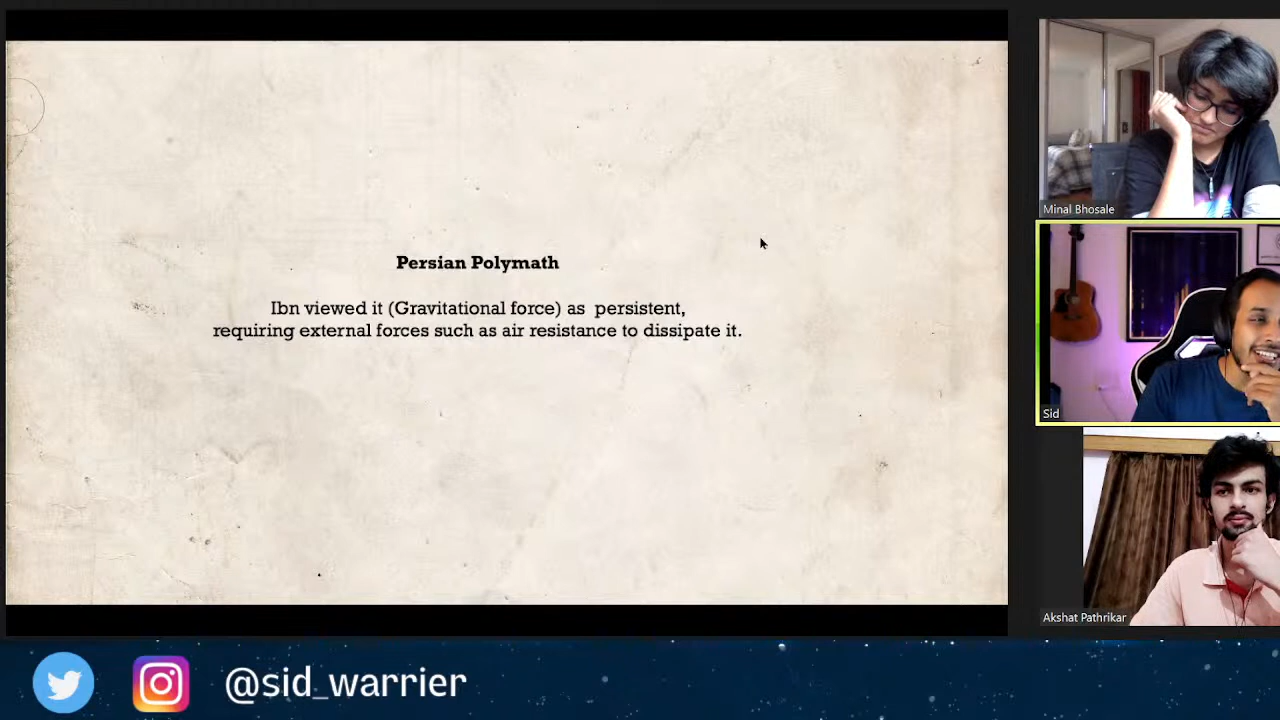 Persian Polymath
Ibn viewed it (Gravitational force) as  persistent,
requiring external forces such as air resistance to dissipate it.
Minal Bhosale
Sid
Akshat Pathrikar
@sid_warrier